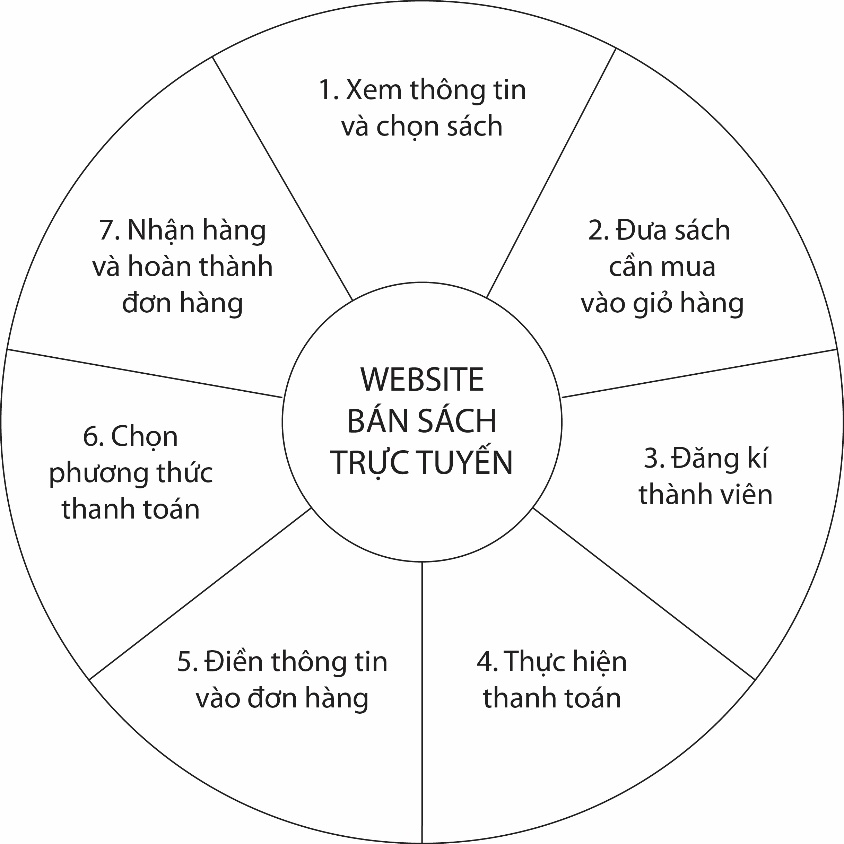 1. Xem thông tin
và chọn sách
2. Đưa sách
cần mua
vào giỏ hàng
3. Đăng kí
thành viên
4. Thực hiện
thanh toán
5. Điền thông tin
vào đơn hàng
6. Chọn
phương thức
thanh toán
7. Nhận hàng
và hoàn thành
đơn hàng
WEBSITE
BÁN SÁCH
TRỰC TUYẾN